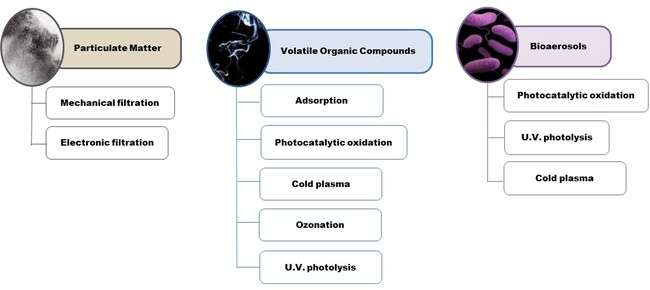 Particulate Matter
Mechanical filtration
Electronic filtration
Volatile Organic Compounds
Adsorption
Photocatalytic oxidation
Cold plasma
Ozonation
U.V. photolysis
Bioaerosols
Photocatalytic oxidation
U.V. photolysis
Cold plasma